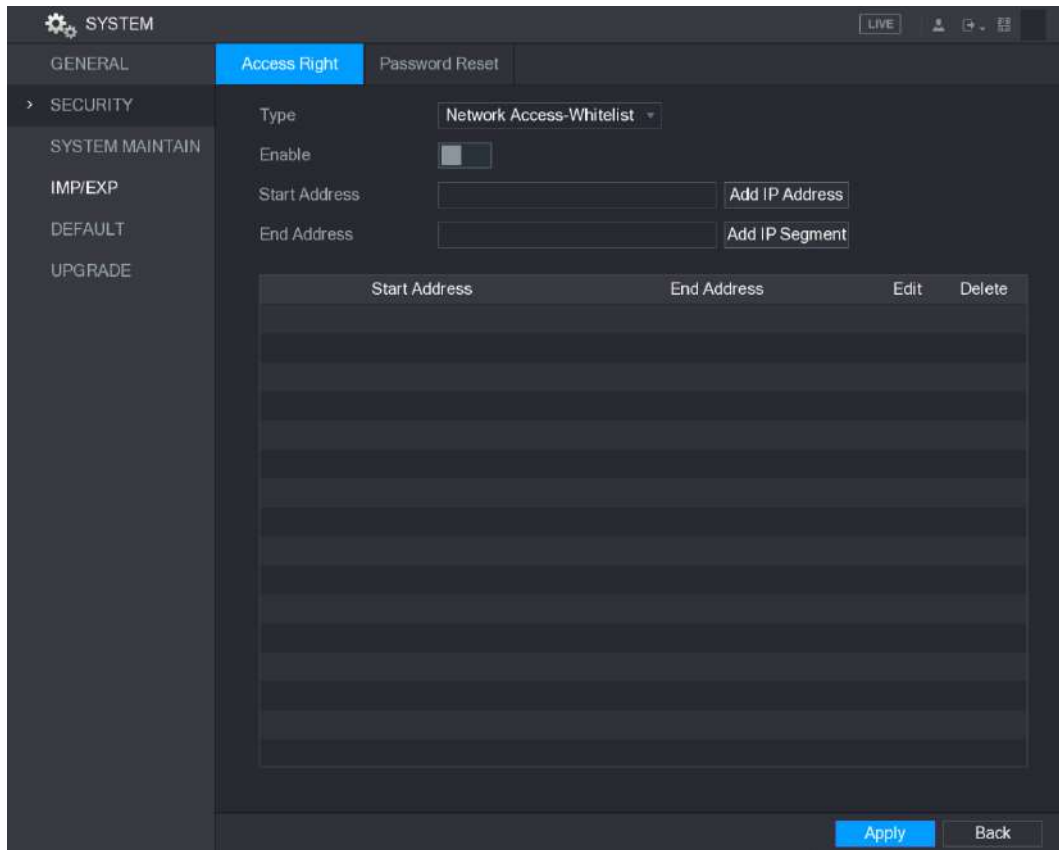 SYSTEM
LIVE
GENERAL
Access Right
Password Reset
> SECURITY
SYSTEM MAINTAIN
IMP/EXP
DEFAULT
UPGRADE
Type
Network Access-Whitelist
Enable
Start Address
Add IP Address
End Address
Add IP Segment
Start Address
End Address
Edit
Delete
Apply
Back